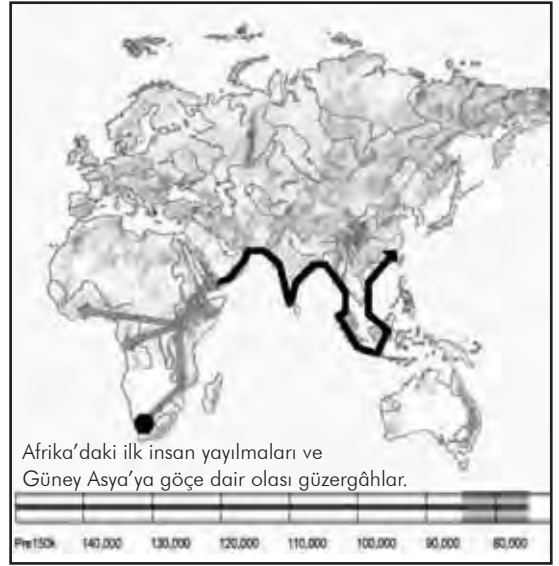 Afrika’daki ilk insan yayılmaları ve
Güney Asya’ya göçe dair olası güzergâhlar.
Pre150k 140,000 130,000 120,000 110,000 100,000 90,000 80,000